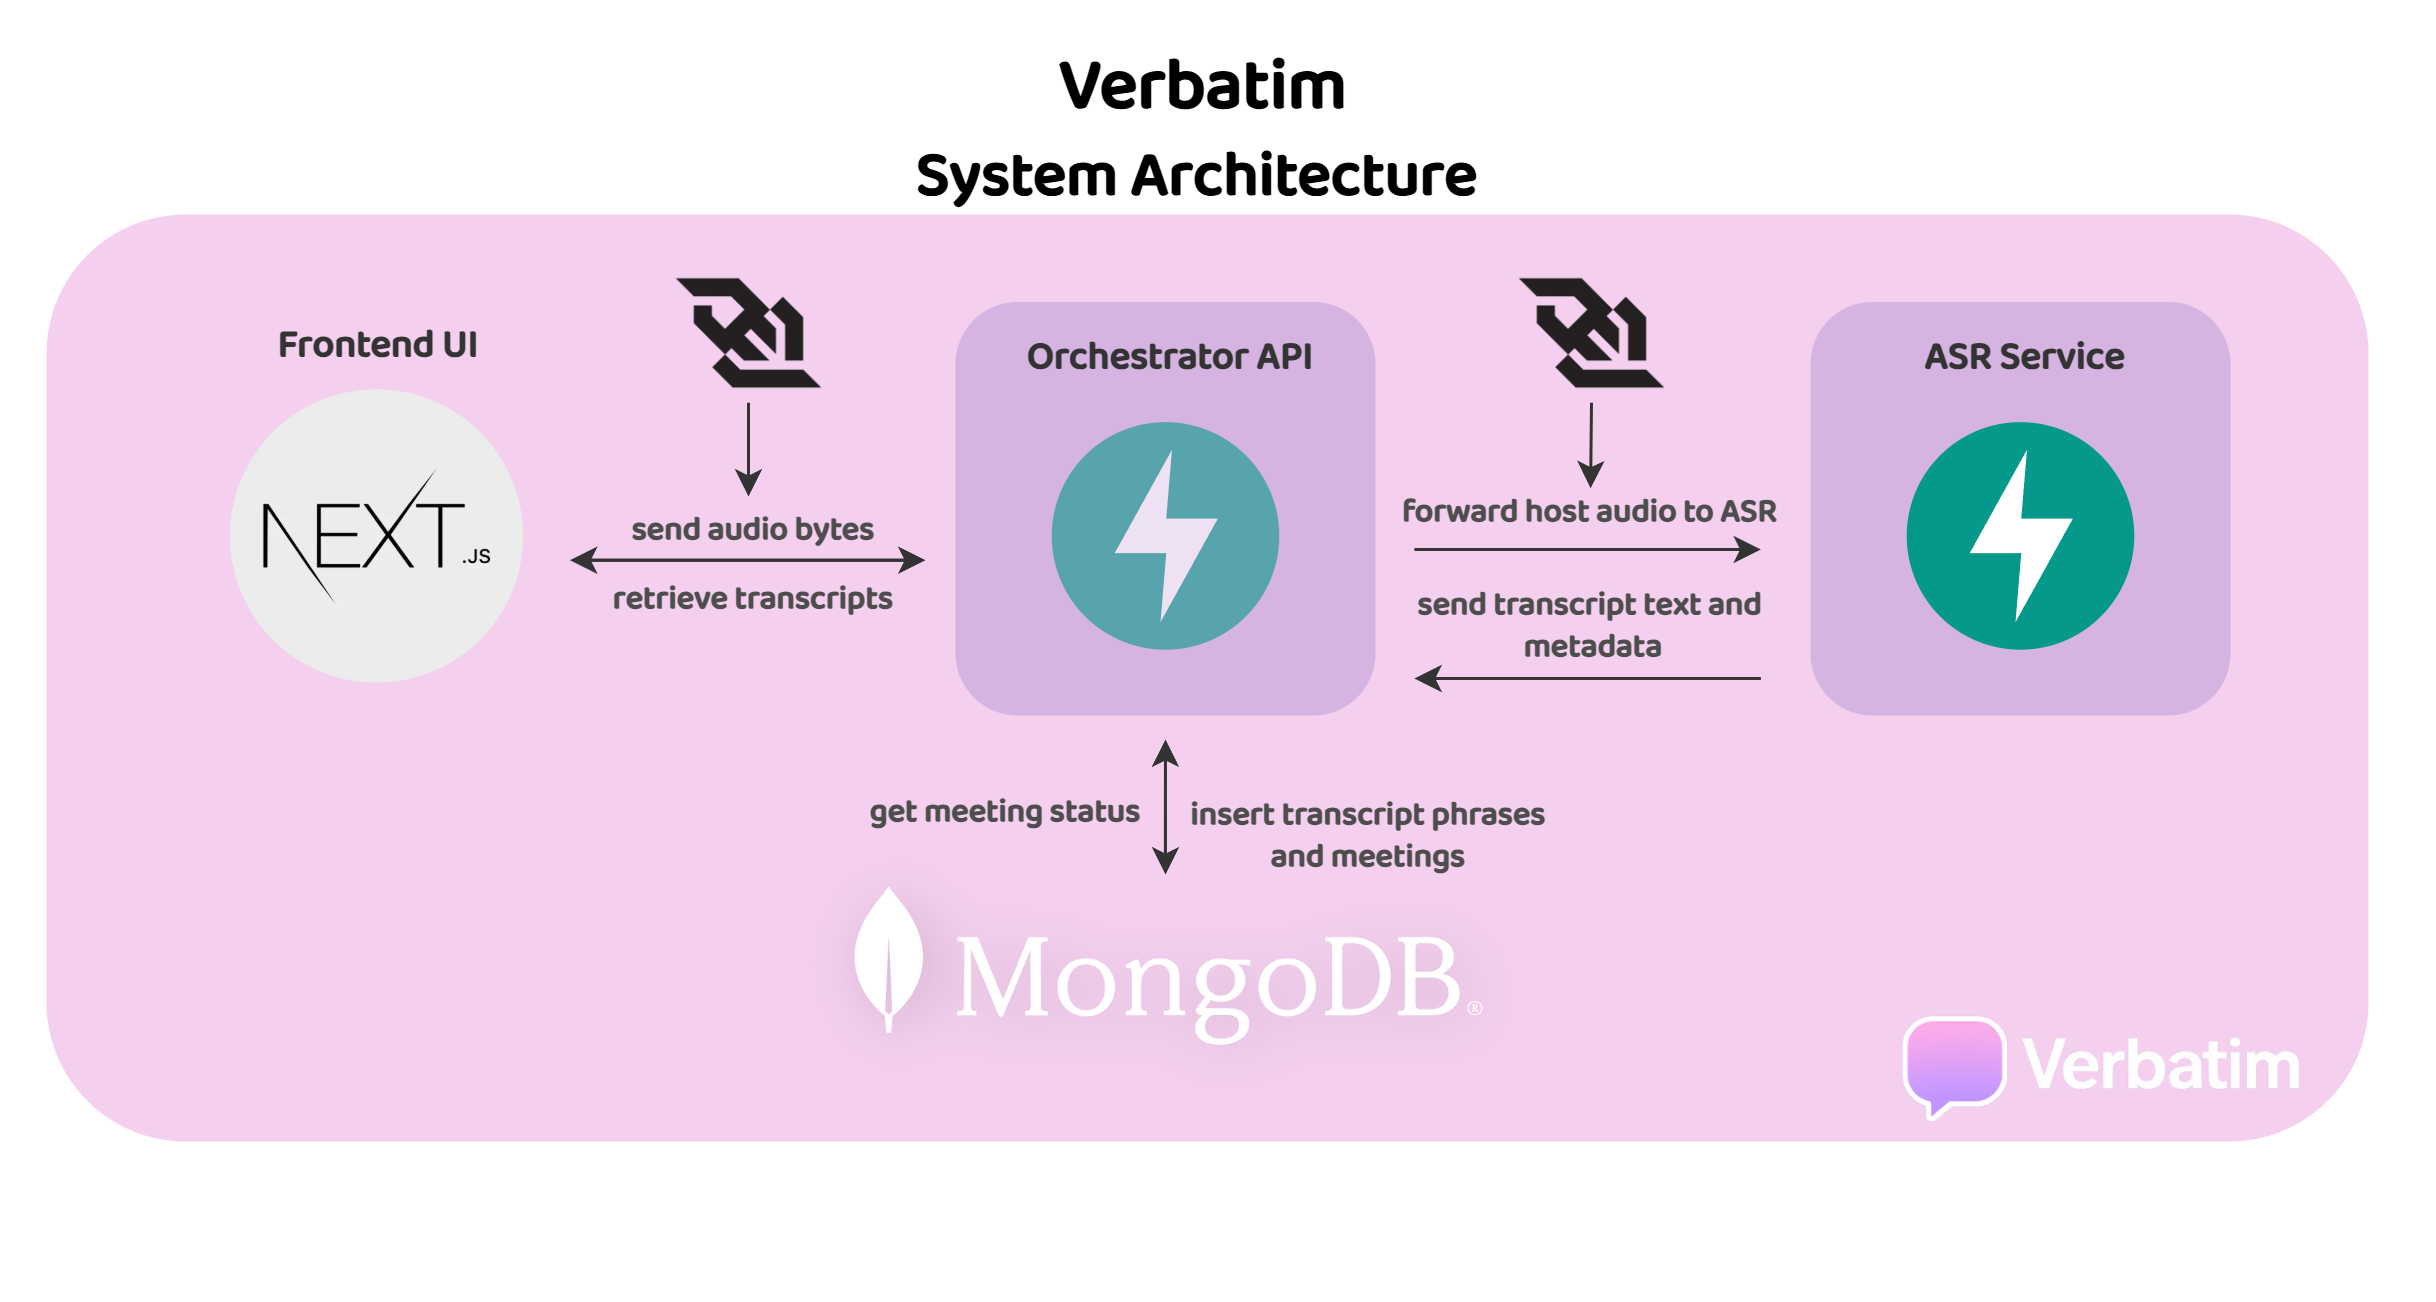 Verbatim
System Architecture
Frontend UI
NEXT.JS
send audio bytes
retrieve transcripts
Orchestrator API
forward host audio to ASR
send transcript text and
metadata
ASR Service
get meeting status
insert transcript phrases
and meetings
MongoDB®
Verbatim